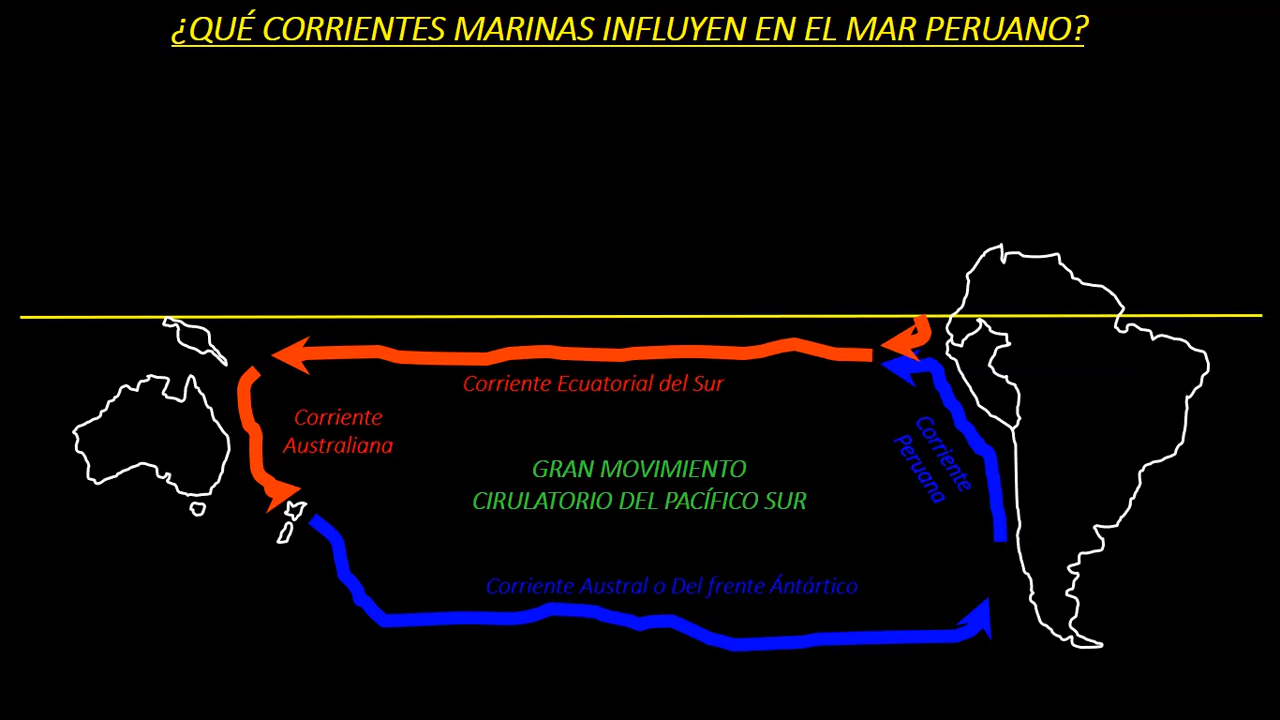 ¿QUÉ CORRIENTES MARINAS INFLUYEN EN EL MAR PERUANO?
Corriente Ecuatorial del Sur
Corriente
Australiana
Corriente
Peruana
GRAN MOVIMIENTO
CIRULATORIO DEL PACÍFICO SUR
Corriente Austral o Del frente Ántártico